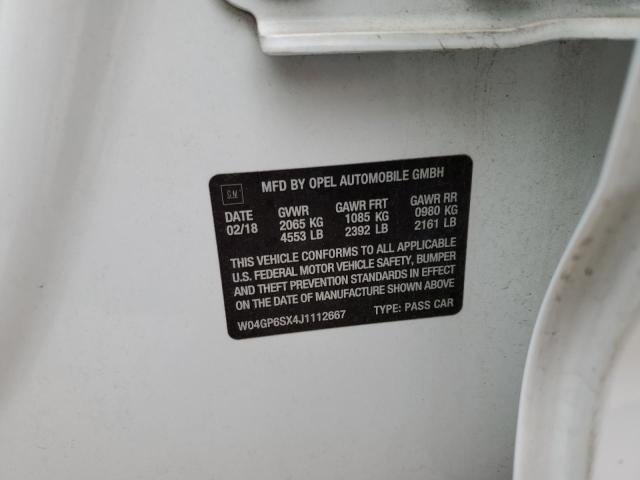 GM
MFD BY OPEL AUTOMOBILE GMBH
DATE GVWR GAWR FRT GAWR RR
02/18 2065 KG 1085 KG 0980 KG
4553 LB 2392 LB 2161 LB
THIS VEHICLE CONFORMS TO ALL APPLICABLE
U.S. FEDERAL MOTOR VEHICLE SAFETY, BUMPER
AND THEFT PREVENTION STANDARDS IN EFFECT
ON THE DATE OF MANUFACTURE SHOWN ABOVE
W04GP6SX4J1112667 TYPE: PASS CAR